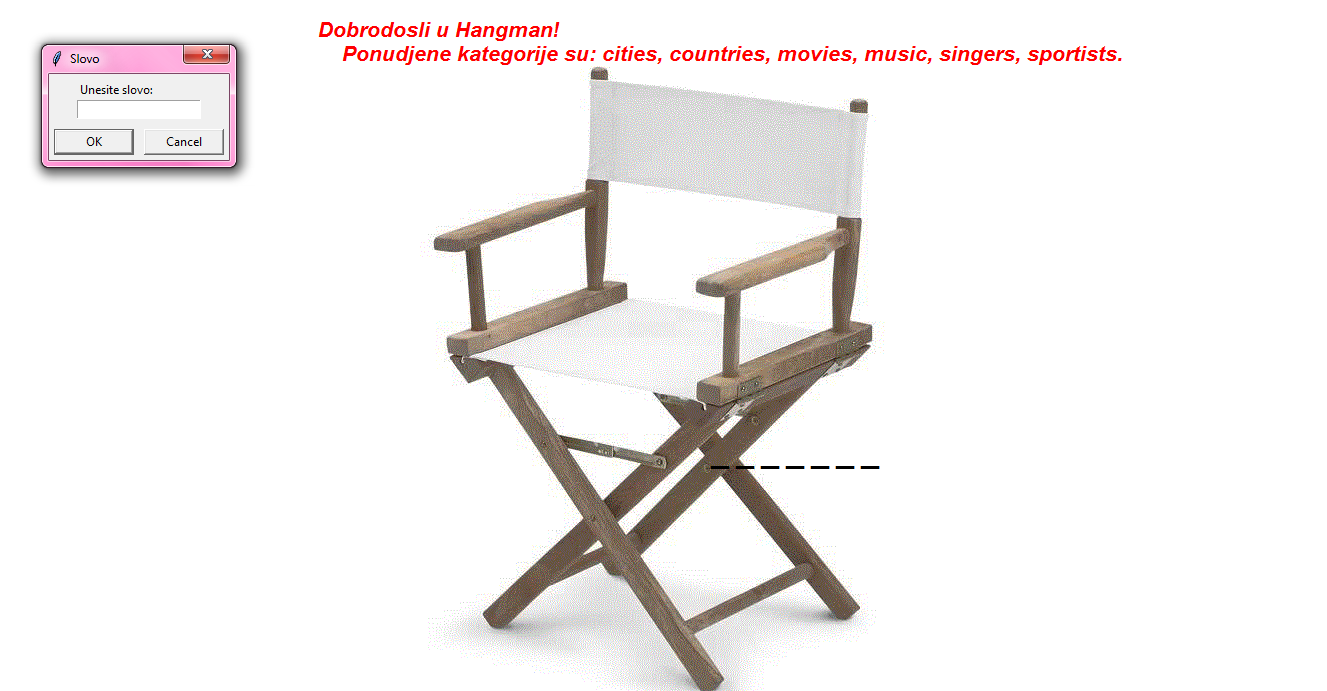 Dobrodosli u Hangman!
Ponudjene kategorije su: cities, countries, movies, music, singers, sportists.
Slovo
Unesite slovo:
OK
Cancel
_ _ _ _ _ _ _